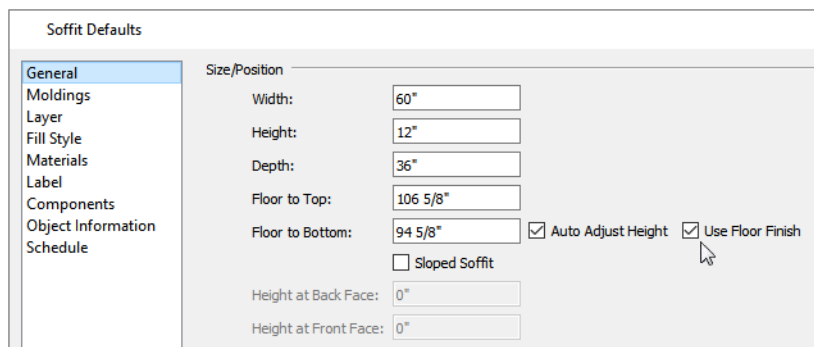 Soffit Defaults
General
Moldings
Layer
Fill Style
Materials
Label
Components
Object Information
Schedule
Size/Position
Width: 60"
Height: 12"
Depth: 36"
Floor to Top: 106 5/8"
Floor to Bottom: 94 5/8" Auto Adjust Height Use Floor Finish
Sloped Soffit
Height at Back Face: 0"
Height at Front Face: 0"